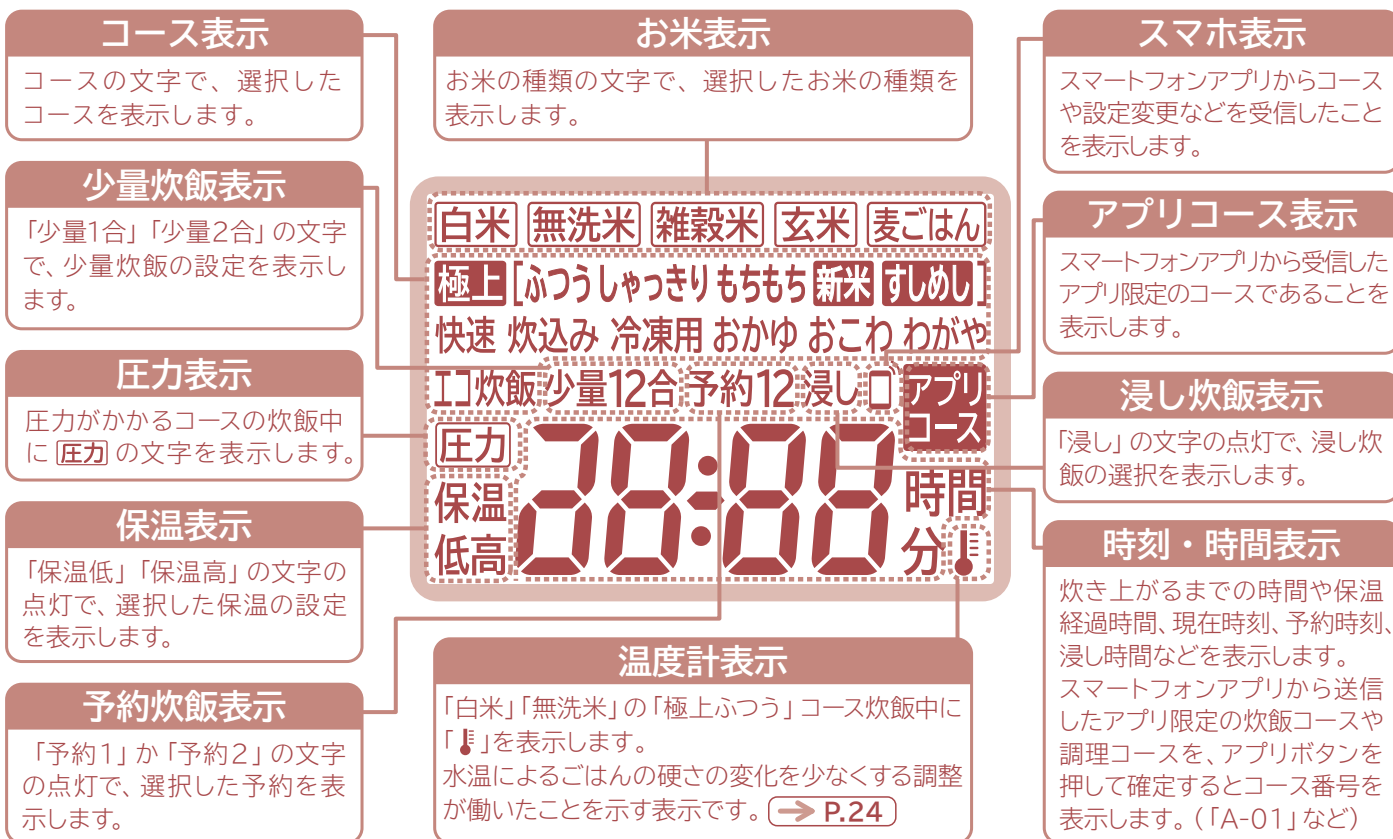 コース表示
コースの文字で、選択した
コースを表示します。
少量炊飯表示
「少量1合」「少量2合」の文字
で、少量炊飯の設定を表示し
ます。
圧力表示
圧力がかかるコースの炊飯中
に 圧力 の文字を表示します。
保温表示
「保温低」「保温高」の文字の
点灯で、選択した保温の設定
を表示します。
予約炊飯表示
「予約1」か「予約2」の文字
の点灯で、選択した予約を表
示します。
お米表示
お米の種類の文字で、選択したお米の種類を
表示します。
白米 無洗米 雑穀米 玄米 麦ごはん
極上 [ふつう しゃっきり もちもち 新米 すしめし]
快速 炊込み 冷凍用 おかゆ おこわ わがや
エコ炊飯 少量12合 予約12 浸し アプリ
コース
圧力
保温
低高
38:88
時間
分
温度計表示
「白米」「無洗米」の「極上ふつう」コース炊飯中に
「」を表示します。
水温によるごはんの硬さの変化を少なくする調整
が働いたことを示す表示です。 → P.24
スマホ表示
スマートフォンアプリからコース
や設定変更などを受信したこと
を表示します。
アプリコース表示
スマートフォンアプリから受信した
アプリ限定のコースであることを
表示します。
浸し炊飯表示
「浸し」の文字の点灯で、浸し炊
飯の選択を表示します。
時刻・時間表示
炊き上がるまでの時間や保温
経過時間、現在時刻、予約時刻、
浸し時間などを表示します。
スマートフォンアプリから送信
したアプリ限定の炊飯コースや
調理コースを、アプリボタンを
押して確定するとコース番号を
表示します。(「A-01」など)